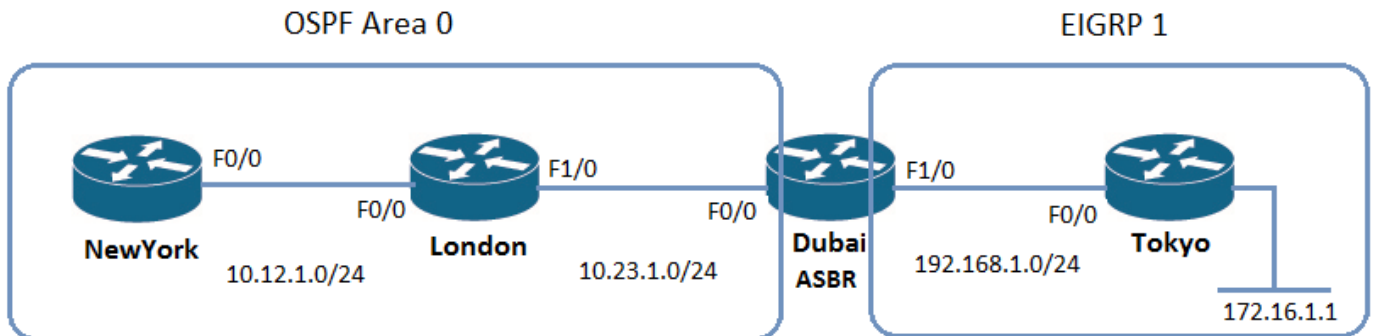 OSPF Area 0
EIGRP 1
F0/0
F0/0
F1/0
F0/0
F1/0
F0/0
NewYork
London
Dubai
ASBR
Tokyo
10.12.1.0/24
10.23.1.0/24
192.168.1.0/24
172.16.1.1